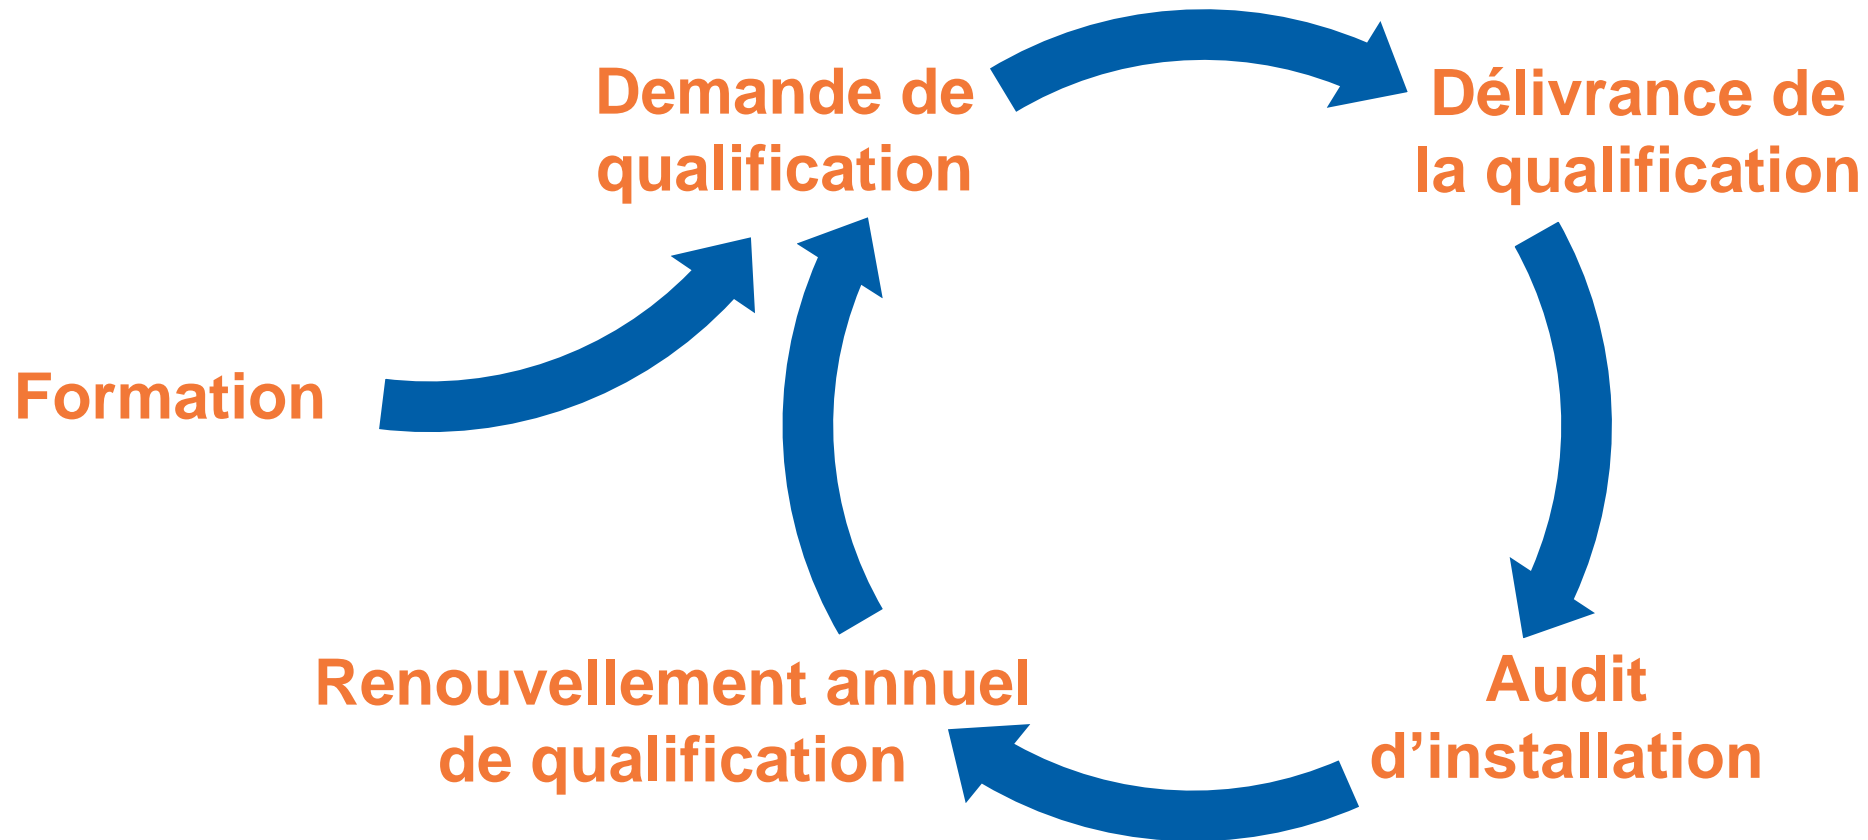 Demande de
qualification
Délivrance de
la qualification
Formation
Renouvellement annuel
de qualification
Audit
d’installation